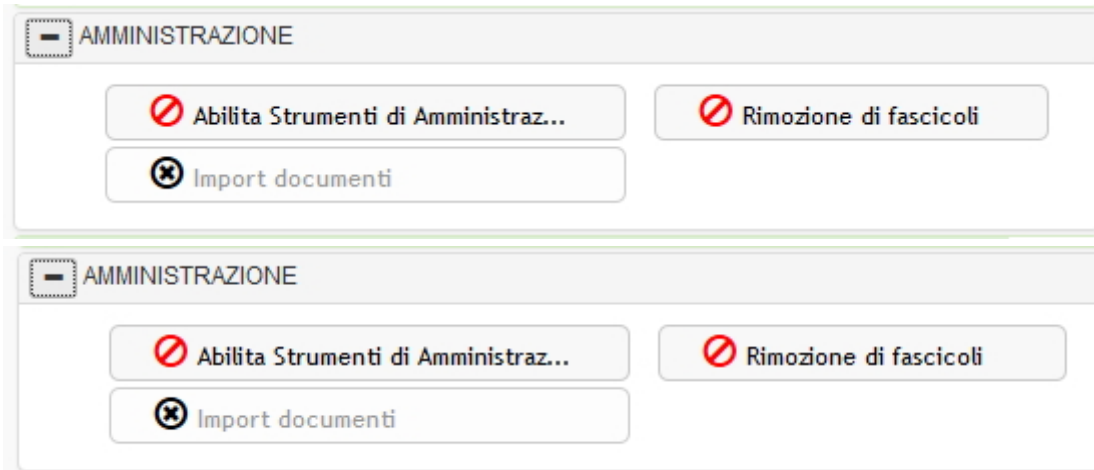 AMMINISTRAZIONE
Abilita Strumenti di Amministraz... Rimozione di fascicoli
Import documenti
AMMINISTRAZIONE
Abilita Strumenti di Amministraz... Rimozione di fascicoli
Import documenti